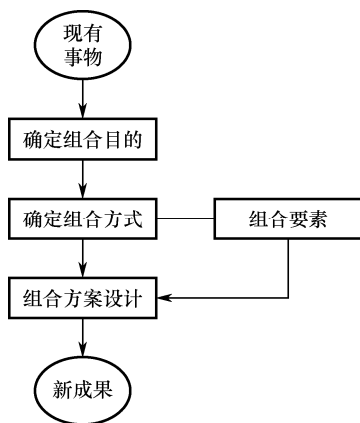 现有
事物
确定组合目的
确定组合方式
组合要素
组合方案设计
新成果